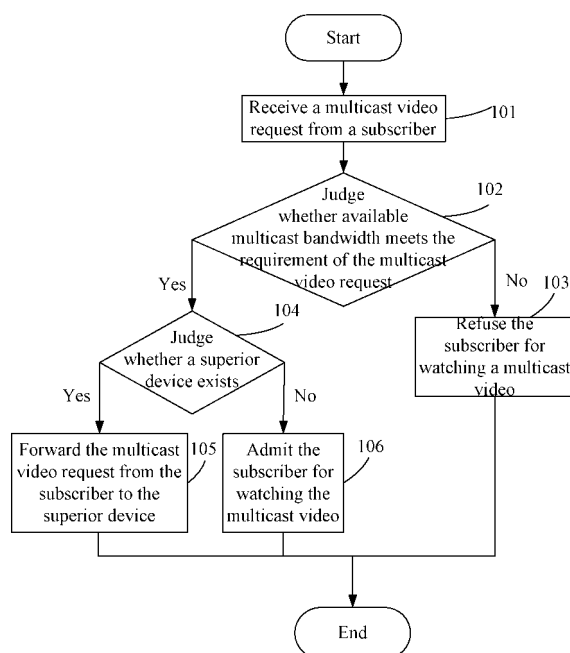 Start
Receive a multicast video
request from a subscriber
101
Judge
whether available
multicast bandwidth meets the
requirement of the multicast
video request
102
Yes
No
103
Refuse the
subscriber for
watching a multicast
video
104
Judge
whether a superior
device exists
Yes
No
Forward the multicast
video request from the
subscriber to the
superior device
105
Admit the
subscriber for
watching the
multicast video
106
End